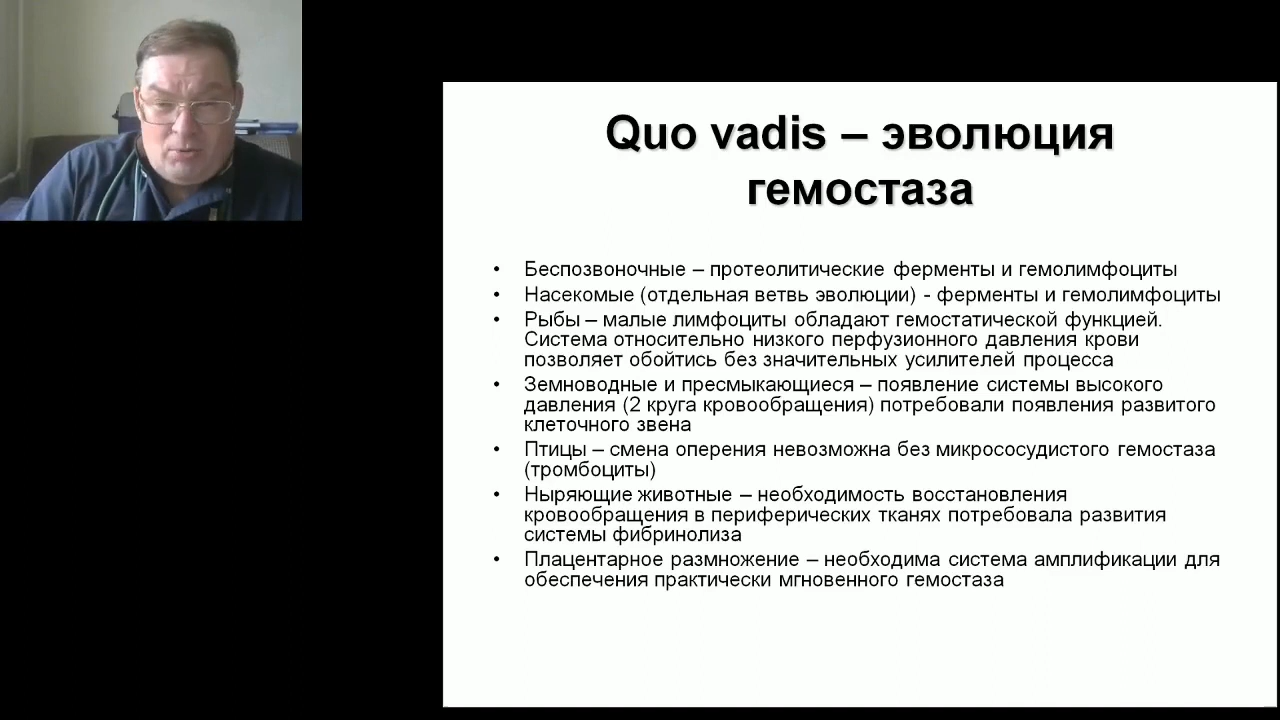 Quo vadis – эволюция
гемостаза
• Беспозвоночные – протеолитические ферменты и гемолимфоциты
• Насекомые (отдельная ветвь эволюции) - ферменты и гемолимфоциты
• Рыбы – малые лимфоциты обладают гемостатической функцией.
Система относительно низкого перфузионного давления крови
позволяет обойтись без значительных усилителей процесса
• Земноводные и пресмыкающиеся – появление системы высокого
давления (2 круга кровообращения) потребовали появления развитого
клеточного звена
• Птицы – смена оперения невозможна без микрососудистого гемостаза
(тромбоциты)
• Ныряющие животные – необходимость восстановления
кровообращения в периферических тканях потребовала развития
системы фибринолиза
• Плацентарное размножение – необходима система амплификации для
обеспечения практически мгновенного гемостаза